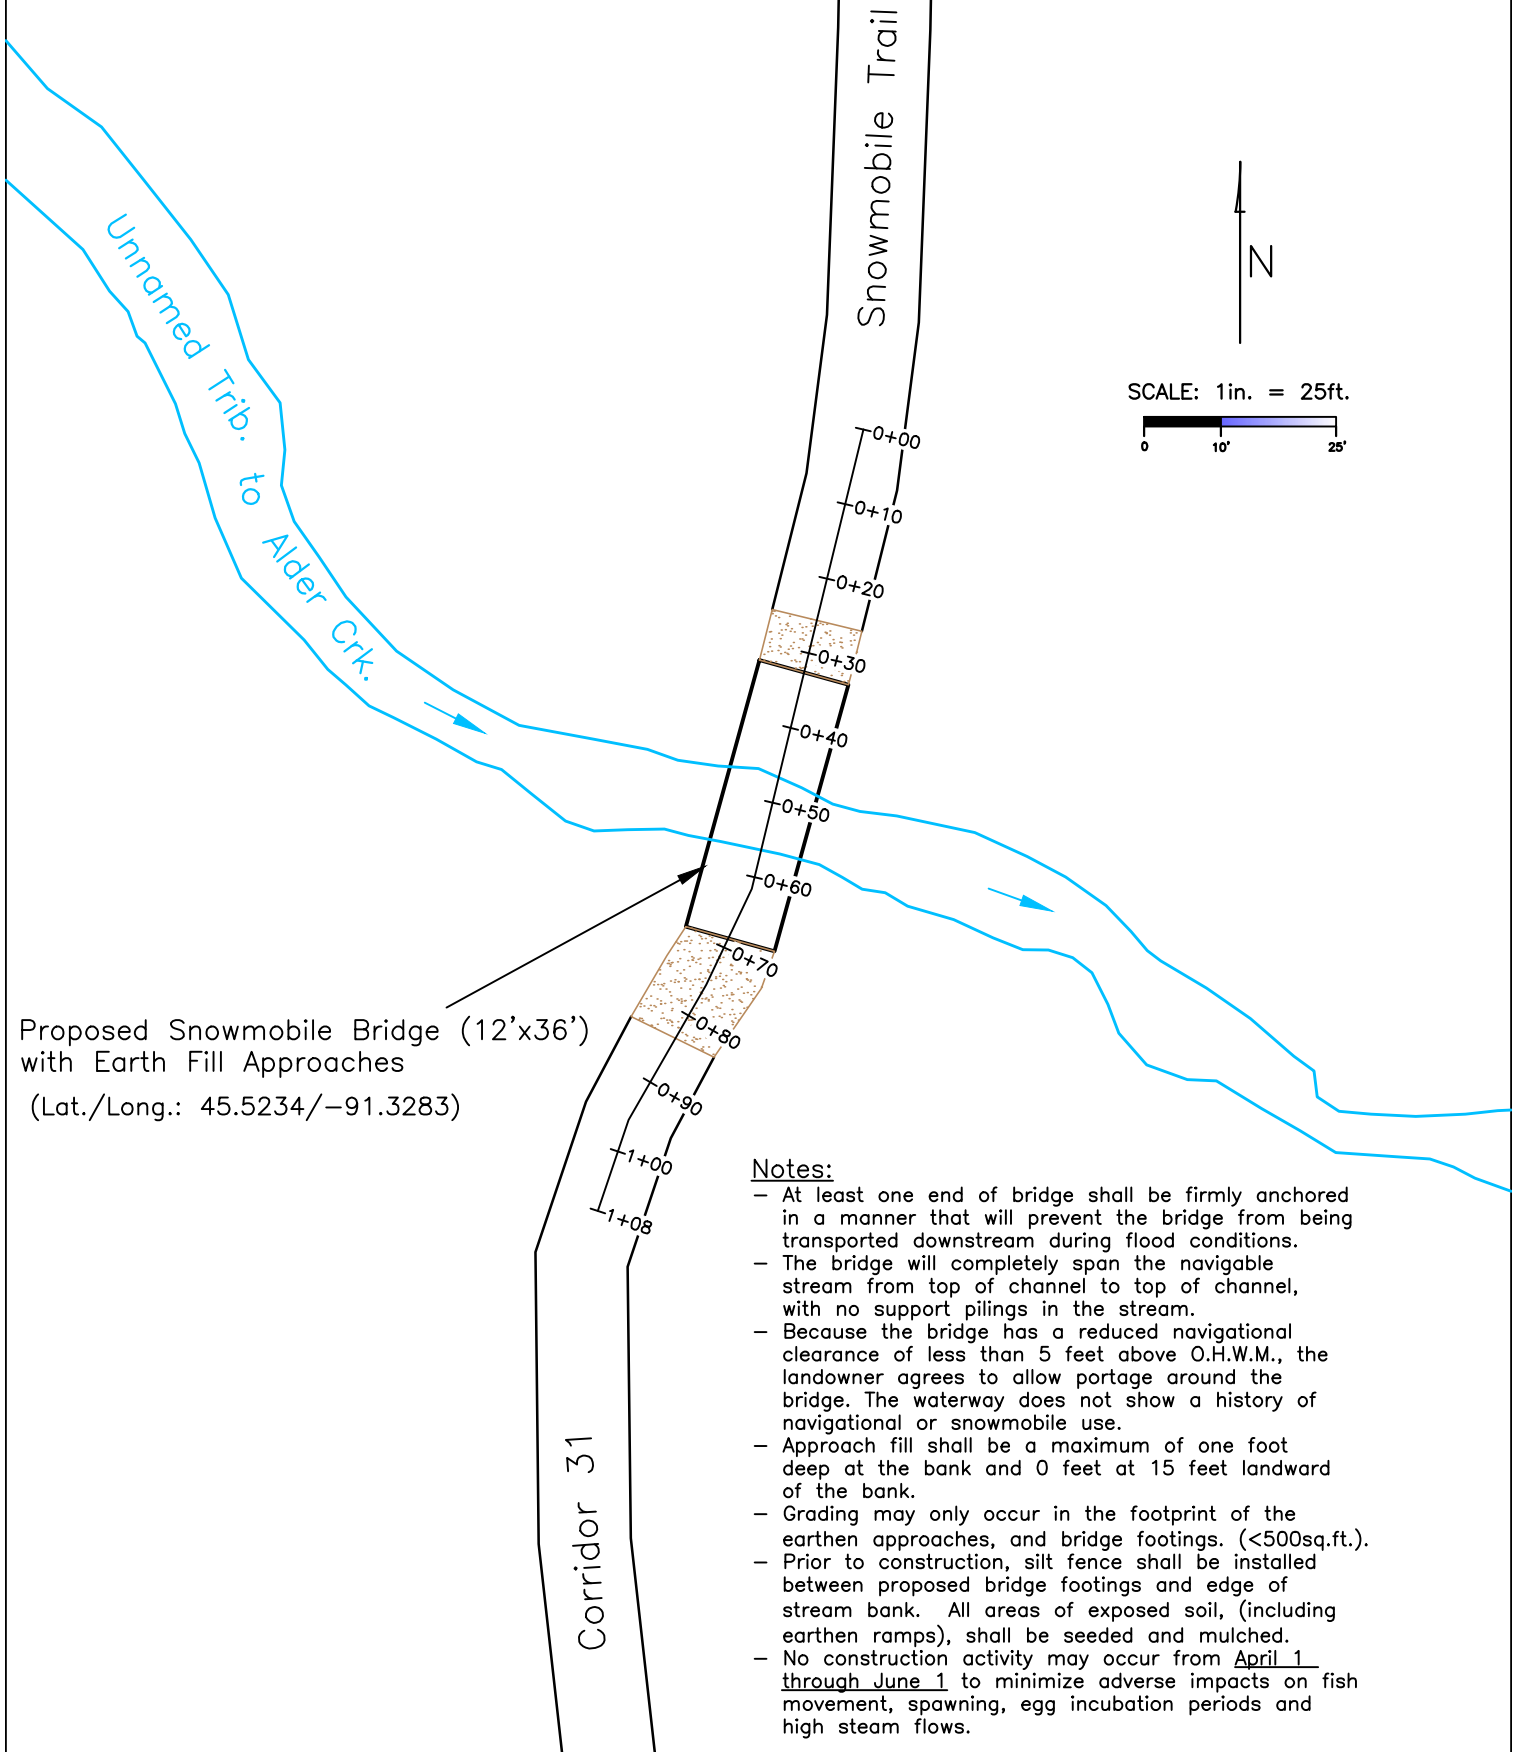 Snowmobile Trail
Unnamed Trib. to Alder Crk.
N
SCALE: 1in. = 25ft.
0 10' 25'
0+00
0+10
0+20
0+30
0+40
0+50
0+60
0+70
0+80
0+90
1+00
1+08
Proposed Snowmobile Bridge (12'x36')
with Earth Fill Approaches
(Lat./Long.: 45.5234/-91.3283)
Corridor 31
Notes:
- At least one end of bridge shall be firmly anchored
in a manner that will prevent the bridge from being
transported downstream during flood conditions.
- The bridge will completely span the navigable
stream from top of channel to top of channel,
with no support pilings in the stream.
- Because the bridge has a reduced navigational
clearance of less than 5 feet above O.H.W.M., the
landowner agrees to allow portage around the
bridge. The waterway does not show a history of
navigational or snowmobile use.
- Approach fill shall be a maximum of one foot
deep at the bank and 0 feet at 15 feet landward
of the bank.
- Grading may only occur in the footprint of the
earthen approaches, and bridge footings. (<500sq.ft.).
- Prior to construction, silt fence shall be installed
between proposed bridge footings and edge of
stream bank. All areas of exposed soil, (including
earthen ramps), shall be seeded and mulched.
- No construction activity may occur from April 1
through June 1 to minimize adverse impacts on fish
movement, spawning, egg incubation periods and
high steam flows.